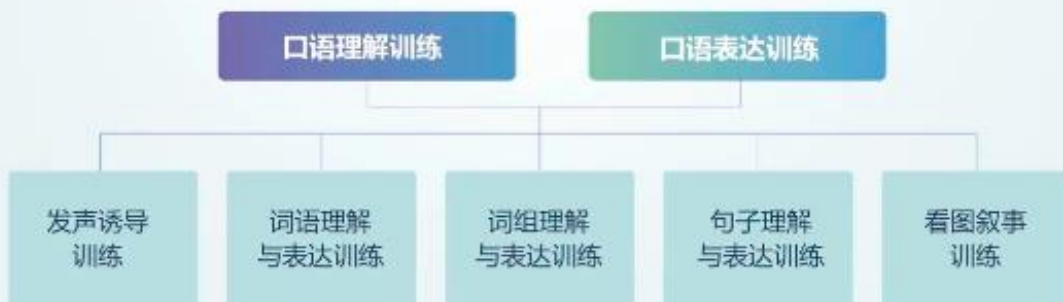 口语理解训练
口语表达训练
发声诱导
训练
词语理解
与表达训练
词组理解
与表达训练
句子理解
与表达训练
看图叙事
训练